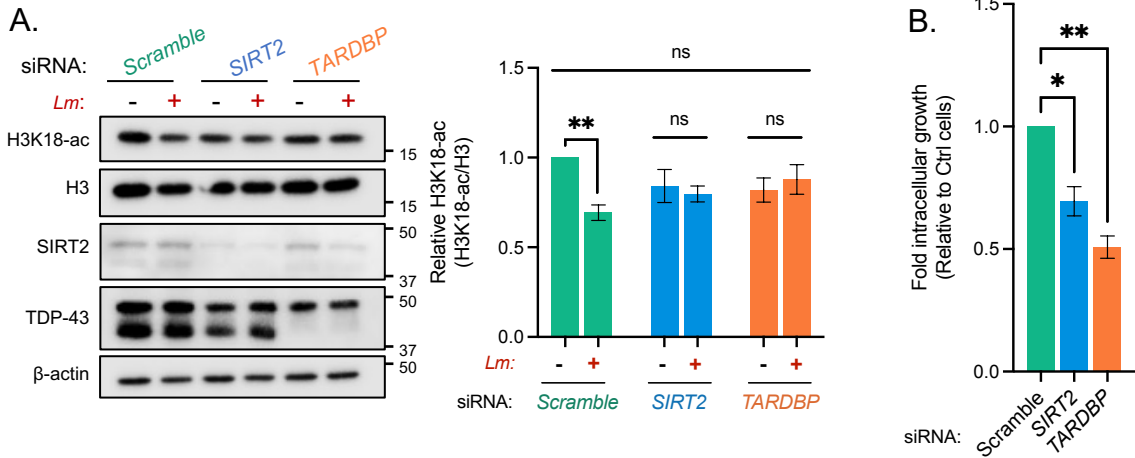 A.
siRNA: Scramble SIRT2 TARDBP
Lm: - + - + - +
H3K18-ac
15
H3
15
SIRT2
50
37
TDP-43
50
37
β-actin
50
Relative H3K18-ac
(H3K18-ac/H3)
1.5
1.0
0.5
0.0
ns
** ns ns
Lm: - + - + - +
siRNA: Scramble SIRT2 TARDBP
B.
Fold intracellular growth
(Relative to Ctrl cells)
1.5
1.0
0.5
0.0
**
*
siRNA: Scramble SIRT2 TARDBP